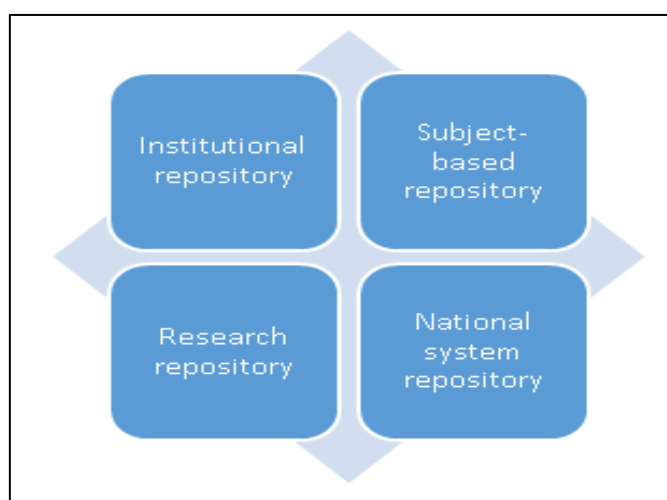 Institutional
repository
Subject-
based
repository
Research
repository
National
system
repository